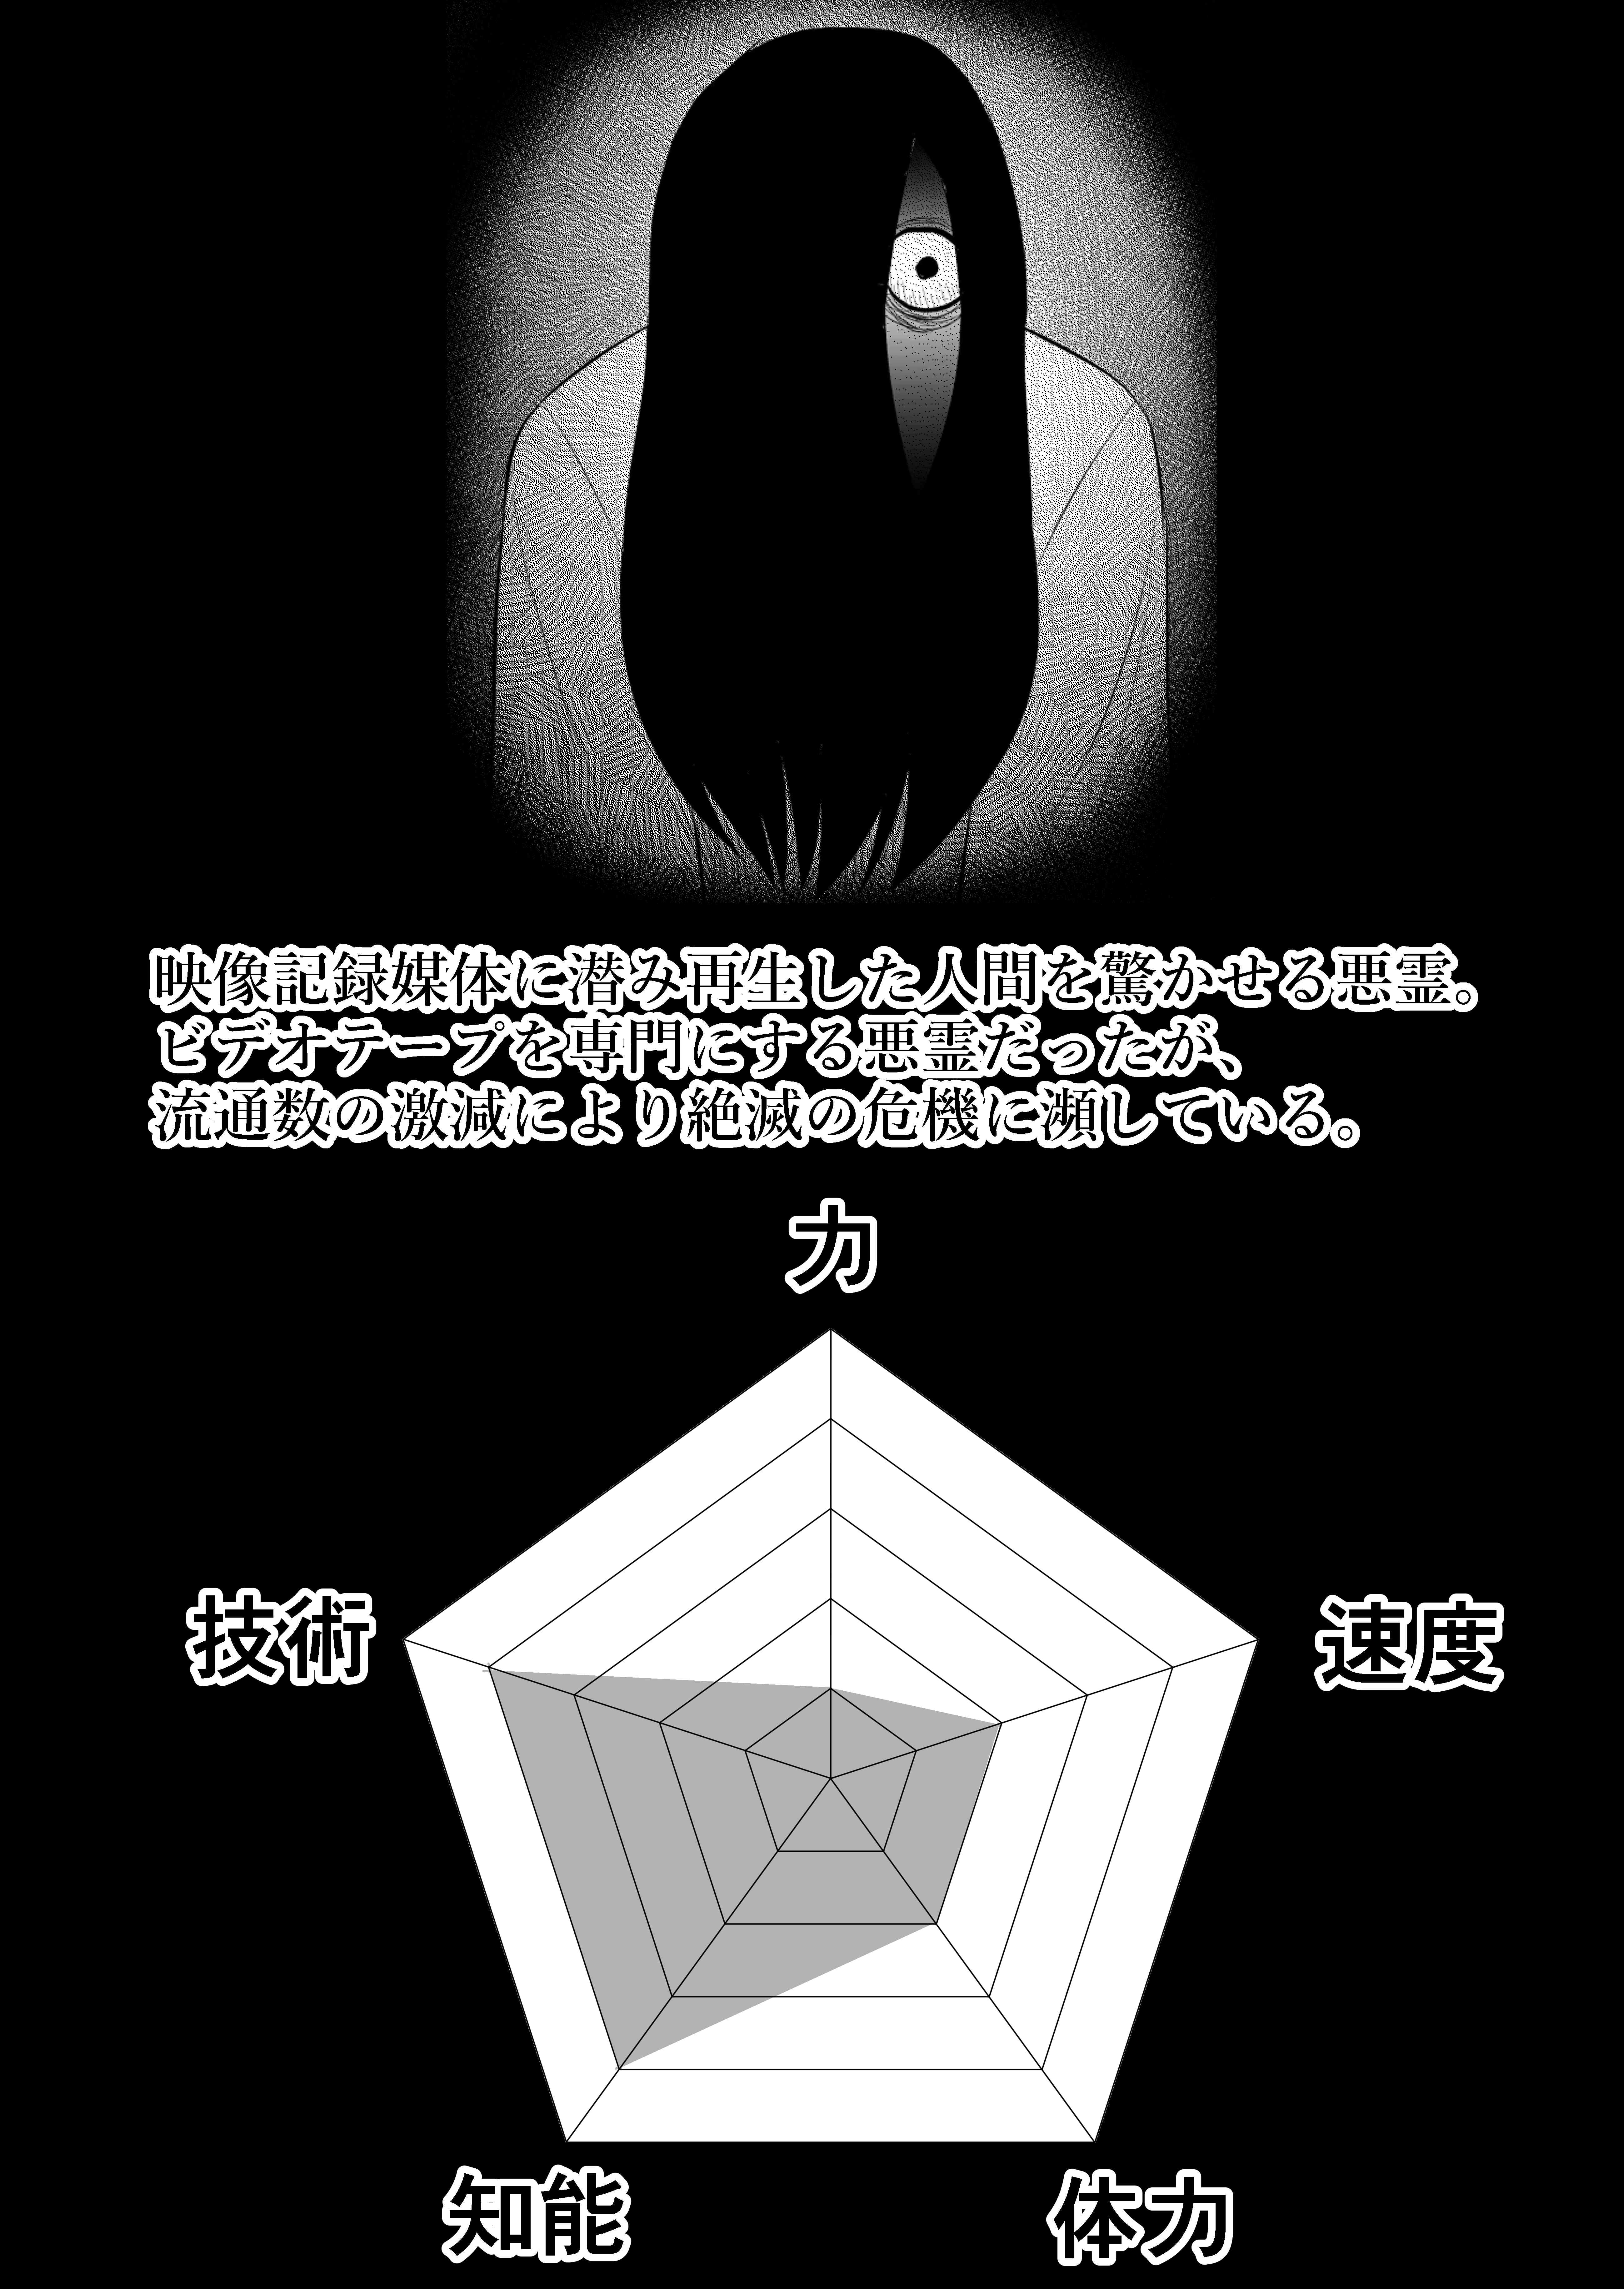 映像記録媒体に潜み再生した人間を驚かせる悪霊。
ビデオテープを専門にする悪霊だったが、
流通数の激減により絶滅の危機に瀕している。
力
技術
速度
知能
体力